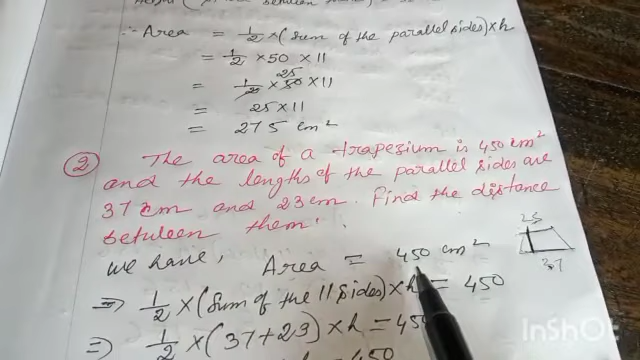 ∴ Area = 1/2 × (Sum of the parallel sides) × h
= 1/2 × 50 × 11
= 1/2 × 50 × 11
25
= 25 × 11
= 275 cm²
② The area of a trapezium is 450 cm²
and the lengths of the parallel sides are
37 cm and 23 cm. Find the distance
between them.
we have, Area = 450 cm²
⇒ 1/2 × (Sum of the || sides) × h = 450
⇒ 1/2 × (37+23) × h = 450
= 450
37
InShOt